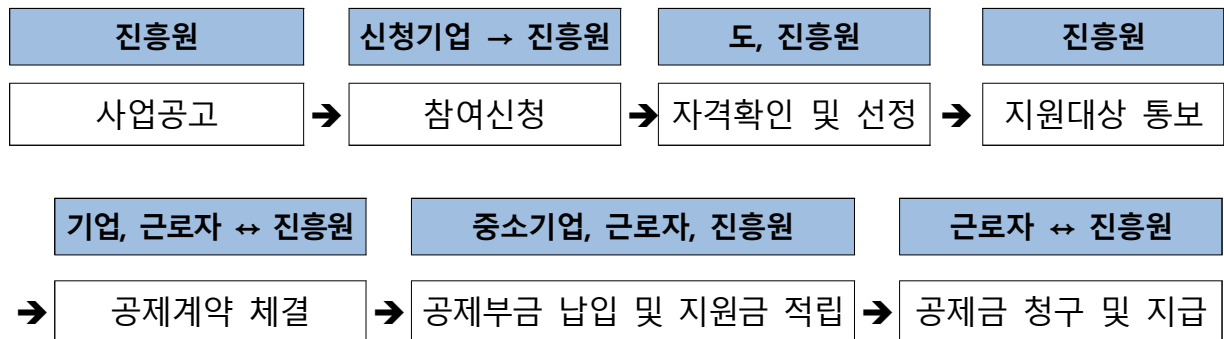 진흥원 신청기업 → 진흥원 도, 진흥원 진흥원
사업공고 ➔ 참여신청 ➔ 자격확인 및 선정 ➔ 지원대상 통보
기업, 근로자 ↔ 진흥원 중소기업, 근로자, 진흥원 근로자 ↔ 진흥원
➔ 공제계약 체결 ➔ 공제부금 납입 및 지원금 적립 ➔ 공제금 청구 및 지급